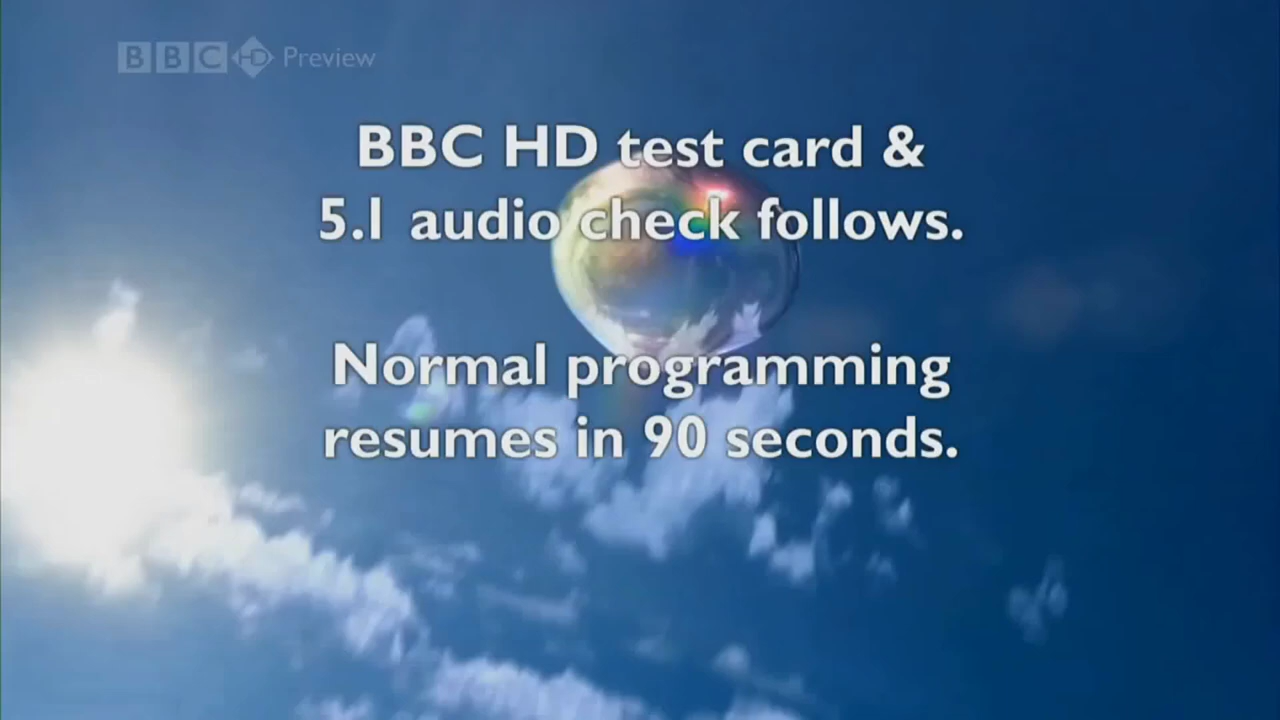 BBC HD Preview
BBC HD test card &
5.1 audio check follows.
Normal programming
resumes in 90 seconds.